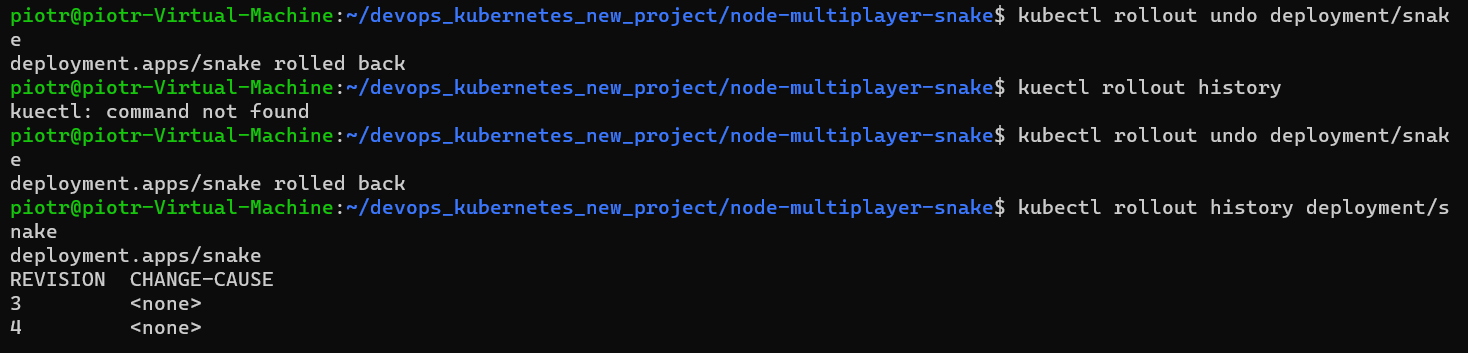 piotr@piotr-Virtual-Machine:~/devops_kubernetes_new_project/node-multiplayer-snake$ kubectl rollout undo deployment/snak
e
deployment.apps/snake rolled back
piotr@piotr-Virtual-Machine:~/devops_kubernetes_new_project/node-multiplayer-snake$ kuectl rollout history
kuectl: command not found
piotr@piotr-Virtual-Machine:~/devops_kubernetes_new_project/node-multiplayer-snake$ kubectl rollout undo deployment/snak
e
deployment.apps/snake rolled back
piotr@piotr-Virtual-Machine:~/devops_kubernetes_new_project/node-multiplayer-snake$ kubectl rollout history deployment/s
nake
deployment.apps/snake
REVISION  CHANGE-CAUSE
3         <none>
4         <none>